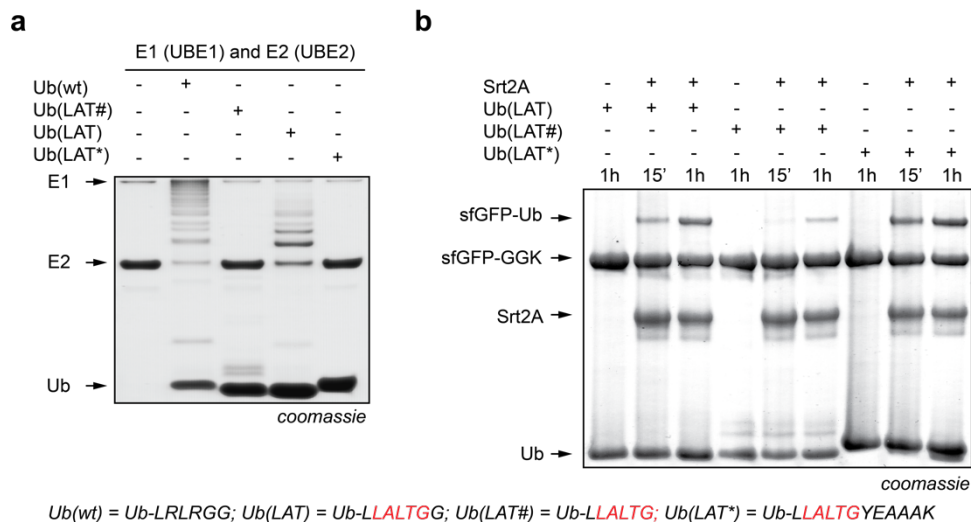 a
E1 (UBE1) and E2 (UBE2)
Ub(wt) - + - - -
Ub(LAT#) - - + - -
Ub(LAT) - - - + -
Ub(LAT*) - - - - +
E1
E2
Ub
coomassie
b
Srt2A - + + - + + - + +
Ub(LAT) + + + - - - - - -
Ub(LAT#) - - - + + + - - -
Ub(LAT*) - - - - - - + + +
1h 15' 1h 1h 15' 1h 1h 15' 1h
sfGFP-Ub
sfGFP-GGK
Srt2A
Ub
coomassie
Ub(wt) = Ub-LRLRGG; Ub(LAT) = Ub-LLALTGG; Ub(LAT#) = Ub-LLALTG; Ub(LAT*) = Ub-LLALTGYEAAAK